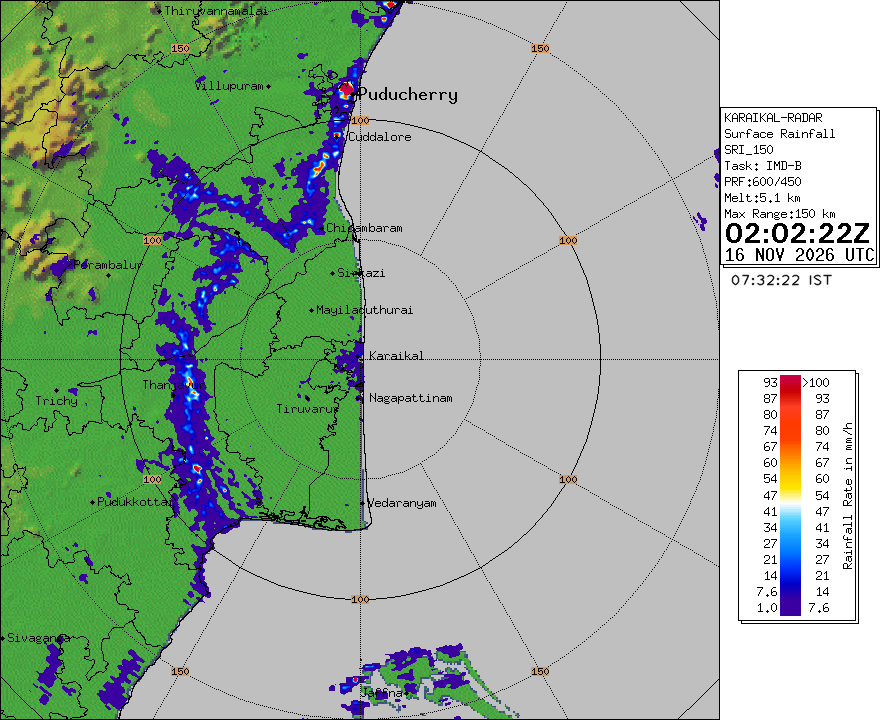 Thiruvannamalai
150
150
Villupuram
Puducherry
100
Cuddalore
Chidambaram
100
100
Perambalur
Sirkazi
Mayiladuthurai
Karaikal
Thanjavur
Nagapattinam
Trichy
Tiruvarur
100
100
Pudukkottai
Vedaranyam
100
Sivaganga
150
150
Jaffna
KARAIKAL-RADAR
Surface Rainfall
SRI_150
Task: IMD-B
PRF:600/450
Melt:5.1 km
Max Range:150 km
02:02:22Z
16 NOV 2026 UTC
07:32:22 IST
93 >100
87 93
80 87
74 80
67 74
60 67
54 60
47 54
41 47
34 41
27 34
21 27
14 21
7.6 14
1.0 7.6
Rainfall Rate in mm/h